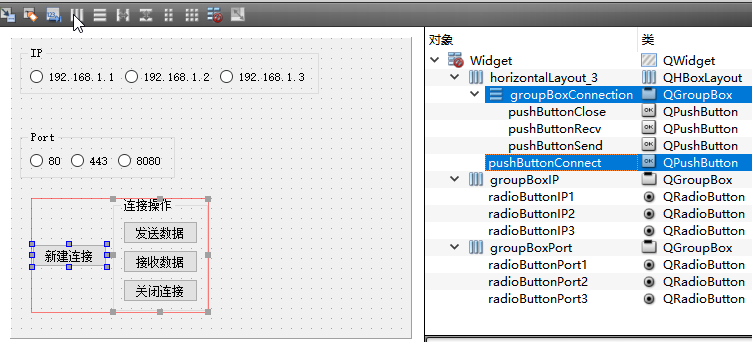 IP
192.168.1.1 192.168.1.2 192.168.1.3
Port
80 443 8080
连接操作
发送数据
新建连接
接收数据
关闭连接
对象 类
Widget QWidget
horizontalLayout_3 QHBoxLayout
groupBoxConnection QGroupBox
pushButtonClose QPushButton
pushButtonRecv QPushButton
pushButtonSend QPushButton
pushButtonConnect QPushButton
groupBoxIP QGroupBox
radioButtonIP1 QRadioButton
radioButtonIP2 QRadioButton
radioButtonIP3 QRadioButton
groupBoxPort QGroupBox
radioButtonPort1 QRadioButton
radioButtonPort2 QRadioButton
radioButtonPort3 QRadioButton